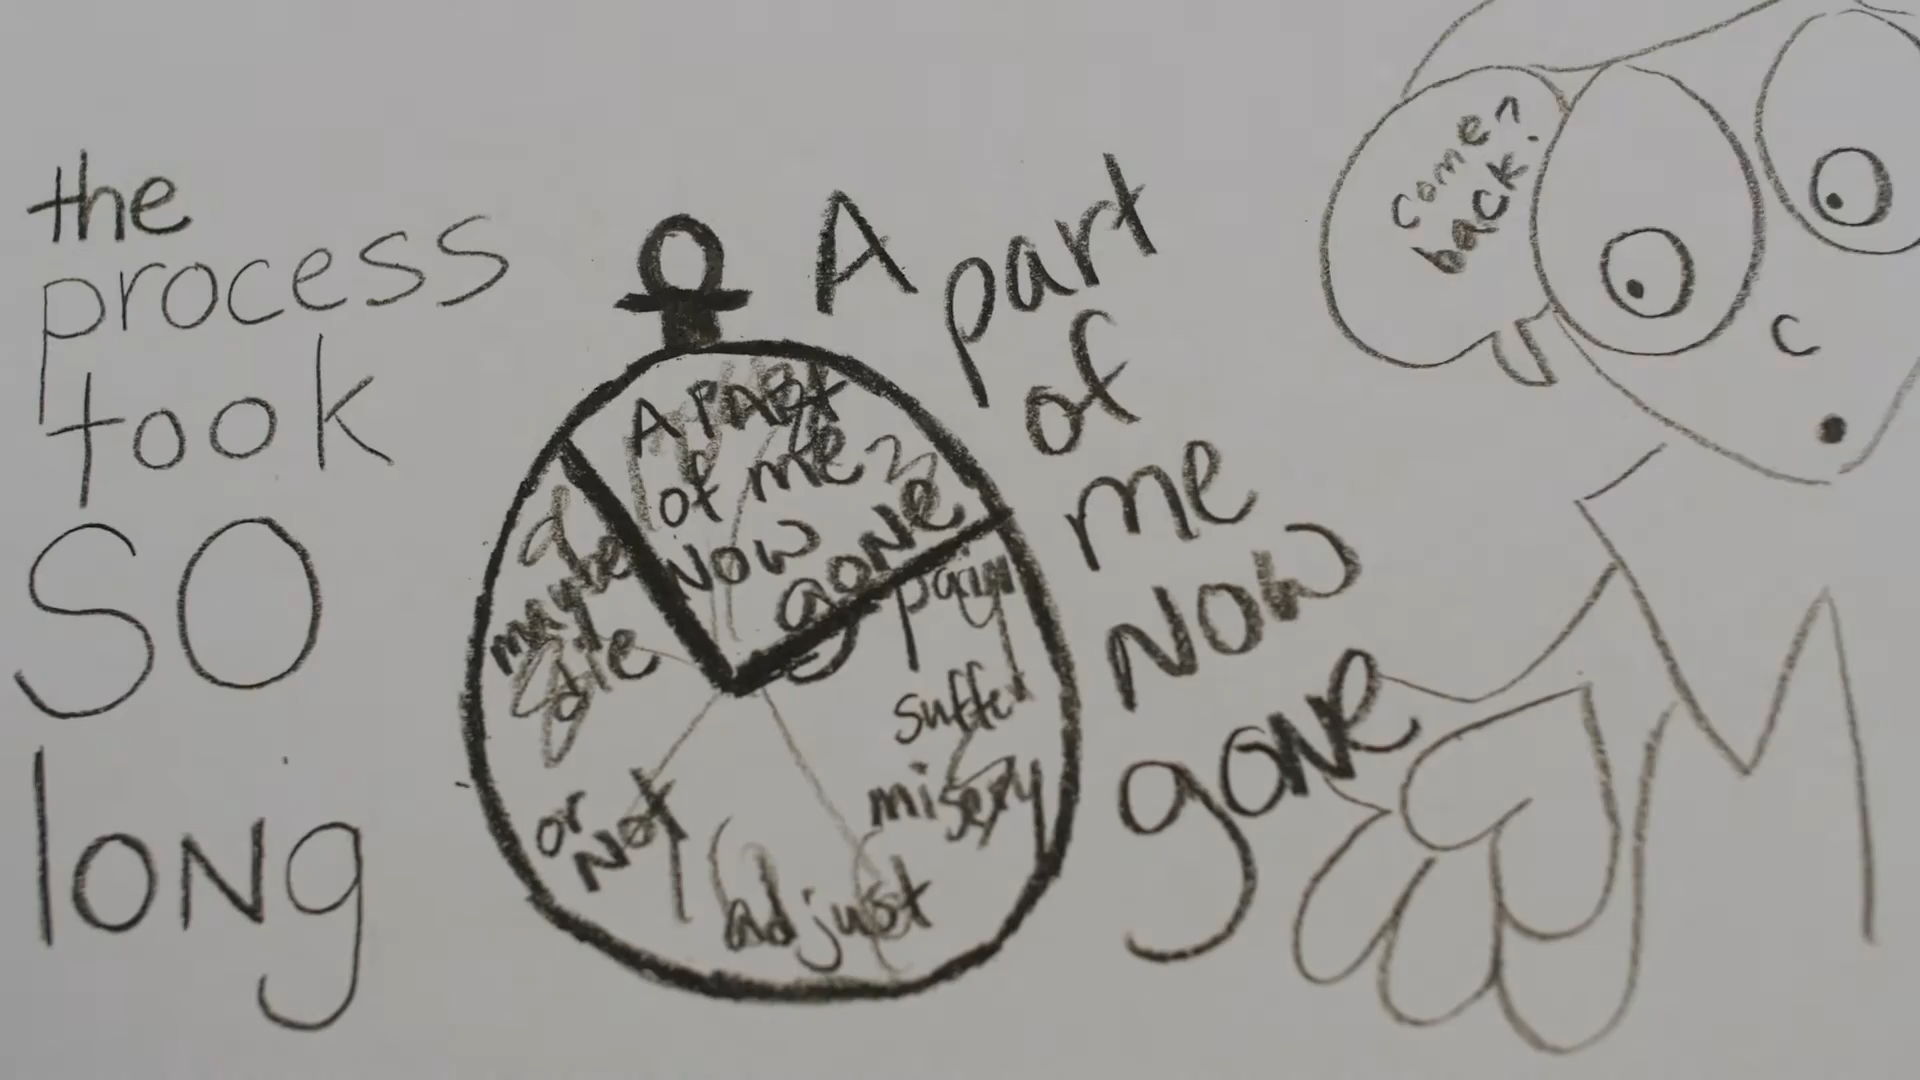 the
process
took
SO
long
A PART
of me
NOW
gONE
pain
suffer
misery
adjust
or
Not
maybe
die
A
part
of
me
NOW
gONE
come
back!